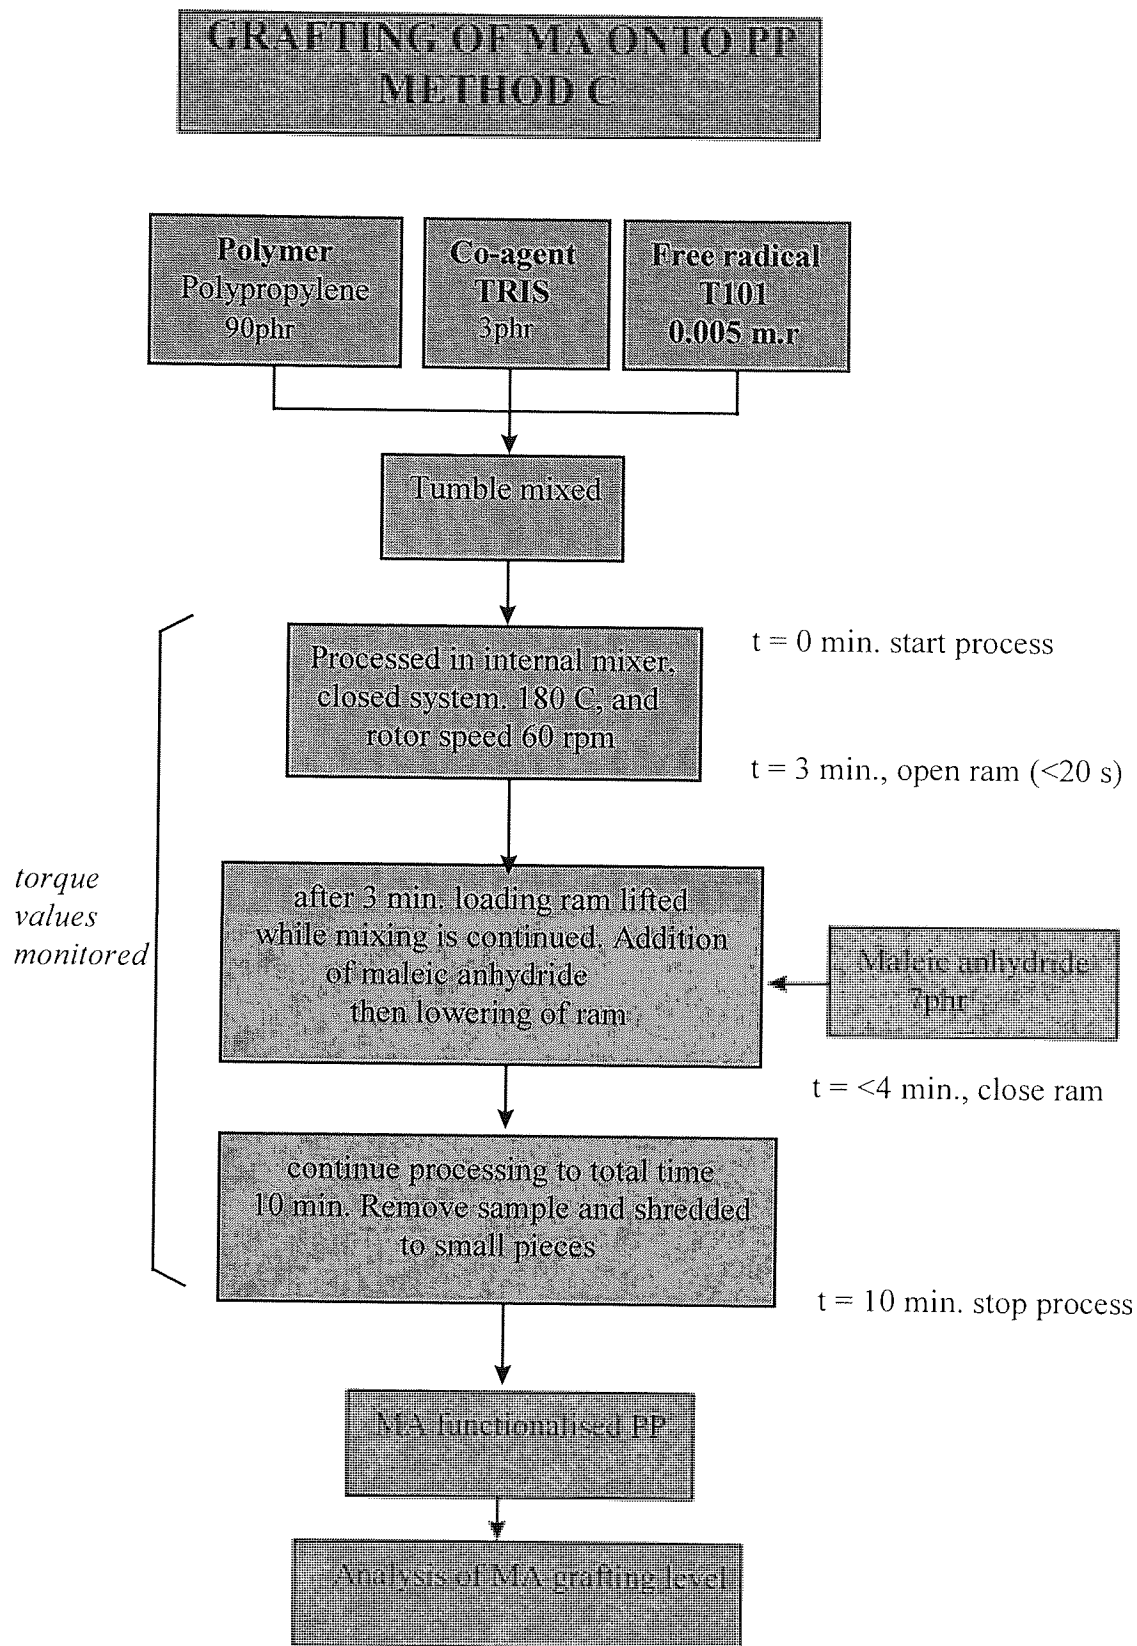 GRAFTING OF MA ONTO PP
METHOD C
Polymer
Polypropylene
90phr
Co-agent
TRIS
3phr
Free radical
T101
0.005 m.r
Tumble mixed
Processed in internal mixer,
closed system. 180 C, and
rotor speed 60 rpm
t = 0 min. start process
t = 3 min., open ram (<20 s)
torque
values
monitored
after 3 min. loading ram lifted
while mixing is continued. Addition
of maleic anhydride
then lowering of ram
Maleic anhydride
7phr
t = <4 min., close ram
continue processing to total time
10 min. Remove sample and shredded
to small pieces
t = 10 min. stop process
MA functionalised PP
Analysis of MA grafting level